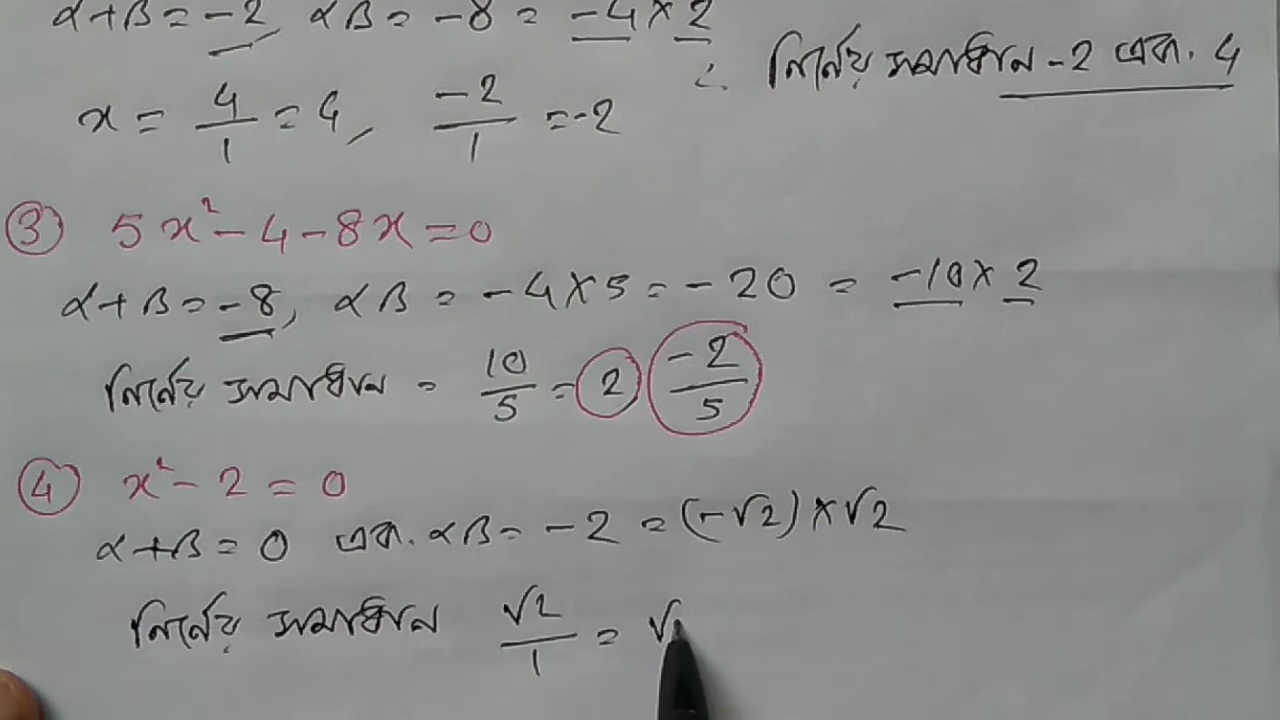 α+β = -2, αβ = -8 = -4 × 2
∴ নির্নেয় সমাধান -2 এবং 4
x = 4/1 = 4, -2/1 = -2
③ 5x² - 4 - 8x = 0
α+β = -8, αβ = -4×5 = -20 = -10 × 2
নির্নেয় সমাধান = 10/5 = 2 -2/5
④ x² - 2 = 0
α+β = 0 এবং αβ = -2 = (-√2) × √2
নির্নেয় সমাধান √2/1 = √